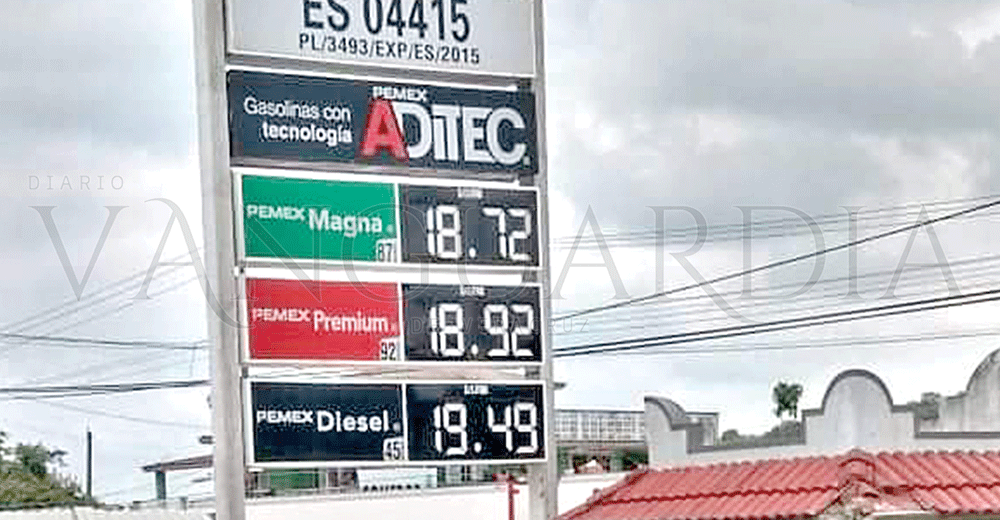 ES 04415
PL/3493/EXP/ES/2015
Gasolinas con
tecnología
PEMEX
ADITEC
PEMEX Magna
87
18.72
PEMEX Premium
92
18.92
PEMEX Diesel
45
19.49
DIARIO
VANGUARDIA